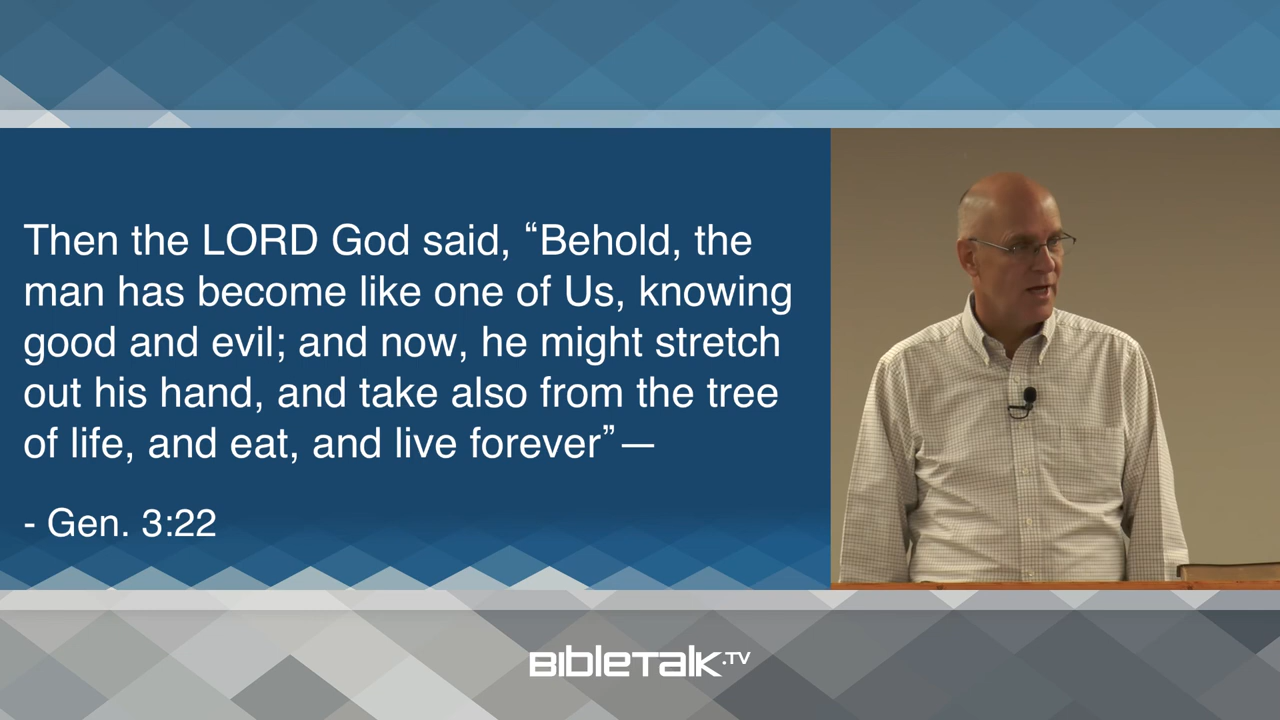 Then the LORD God said, “Behold, the
man has become like one of Us, knowing
good and evil; and now, he might stretch
out his hand, and take also from the tree
of life, and eat, and live forever”—
- Gen. 3:22
BIBLETALK.TV